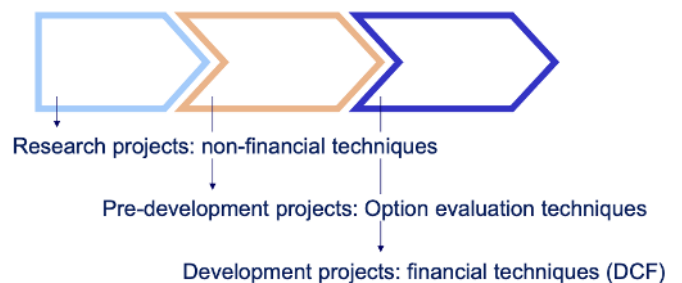 Research projects: non-financial techniques
Pre-development projects: Option evaluation techniques
Development projects: financial techniques (DCF)